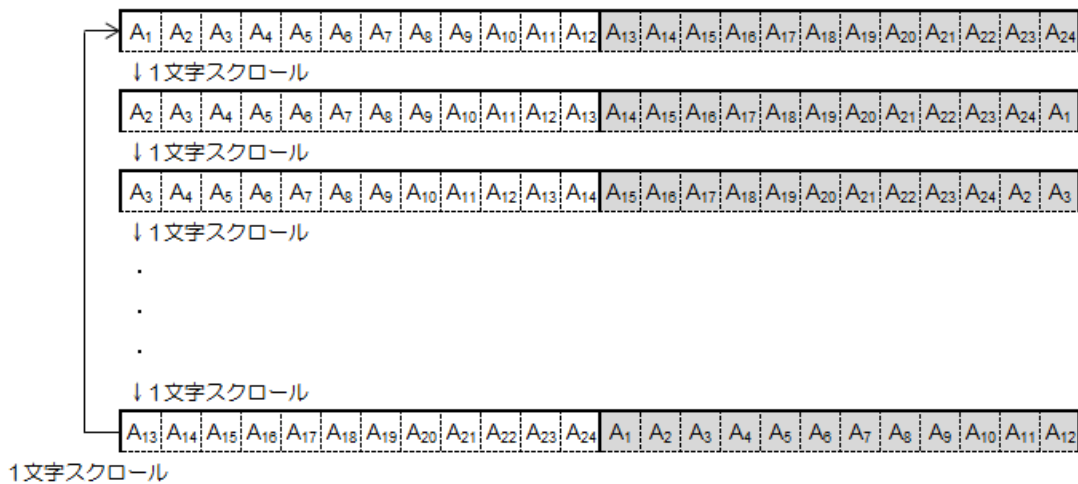 A₁ A₂ A₃ A₄ A₅ A₆ A₇ A₈ A₉ A₁₀ A₁₁ A₁₂ A₁₃ A₁₄ A₁₅ A₁₆ A₁₇ A₁₈ A₁₉ A₂₀ A₂₁ A₂₂ A₂₃ A₂₄
↓1文字スクロール
A₂ A₃ A₄ A₅ A₆ A₇ A₈ A₉ A₁₀ A₁₁ A₁₂ A₁₃ A₁₄ A₁₅ A₁₆ A₁₇ A₁₈ A₁₉ A₂₀ A₂₁ A₂₂ A₂₃ A₂₄ A₁
↓1文字スクロール
A₃ A₄ A₅ A₆ A₇ A₈ A₉ A₁₀ A₁₁ A₁₂ A₁₃ A₁₄ A₁₅ A₁₆ A₁₇ A₁₈ A₁₉ A₂₀ A₂₁ A₂₂ A₂₃ A₂₄ A₂ A₃
↓1文字スクロール
・
・
・
↓1文字スクロール
A₁₃ A₁₄ A₁₅ A₁₆ A₁₇ A₁₈ A₁₉ A₂₀ A₂₁ A₂₂ A₂₃ A₂₄ A₁ A₂ A₃ A₄ A₅ A₆ A₇ A₈ A₉ A₁₀ A₁₁ A₁₂
1文字スクロール